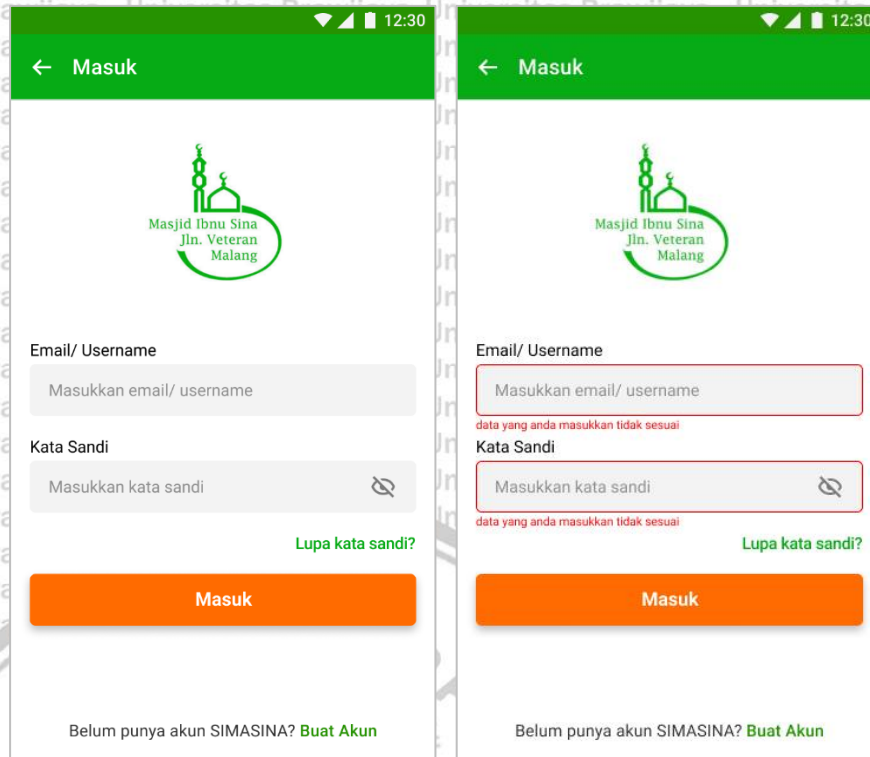 Universitas Brawijaya
12:30
Masuk
Masjid Ibnu Sina
Jln. Veteran
Malang
Email/ Username
Masukkan email/ username
Kata Sandi
Masukkan kata sandi
Lupa kata sandi?
Masuk
Belum punya akun SIMASINA? Buat Akun
12:30
Masuk
Masjid Ibnu Sina
Jln. Veteran
Malang
Email/ Username
Masukkan email/ username
data yang anda masukkan tidak sesuai
Kata Sandi
Masukkan kata sandi
data yang anda masukkan tidak sesuai
Lupa kata sandi?
Masuk
Belum punya akun SIMASINA? Buat Akun